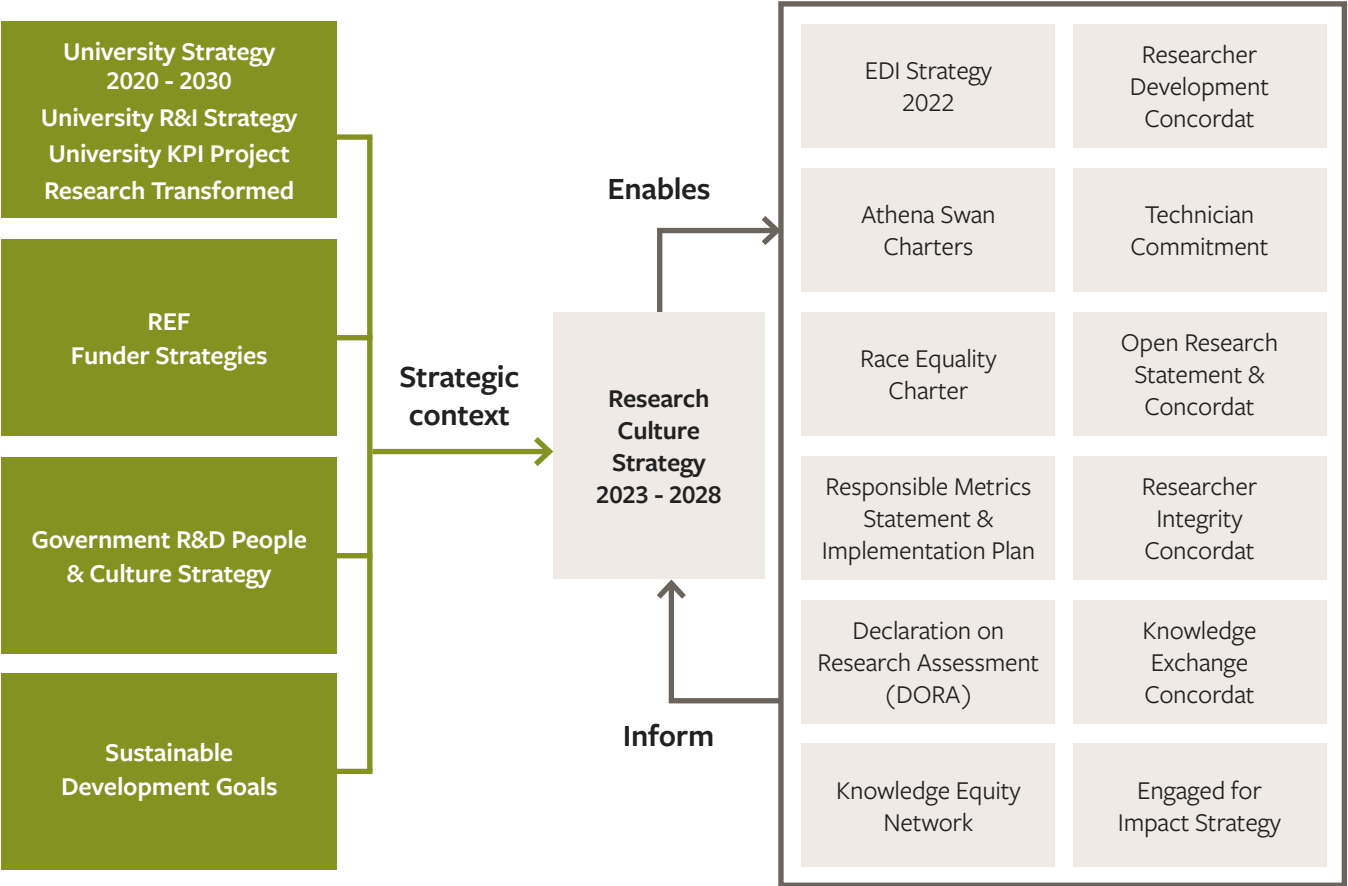 University Strategy
2020 - 2030
University R&I Strategy
University KPI Project
Research Transformed
REF
Funder Strategies
Government R&D People
& Culture Strategy
Sustainable
Development Goals
Strategic
context
Enables
Research
Culture
Strategy
2023 - 2028
Inform
EDI Strategy
2022
Researcher
Development
Concordat
Athena Swan
Charters
Technician
Commitment
Race Equality
Charter
Open Research
Statement &
Concordat
Responsible Metrics
Statement &
Implementation Plan
Researcher
Integrity
Concordat
Declaration on
Research Assessment
(DORA)
Knowledge
Exchange
Concordat
Knowledge Equity
Network
Engaged for
Impact Strategy